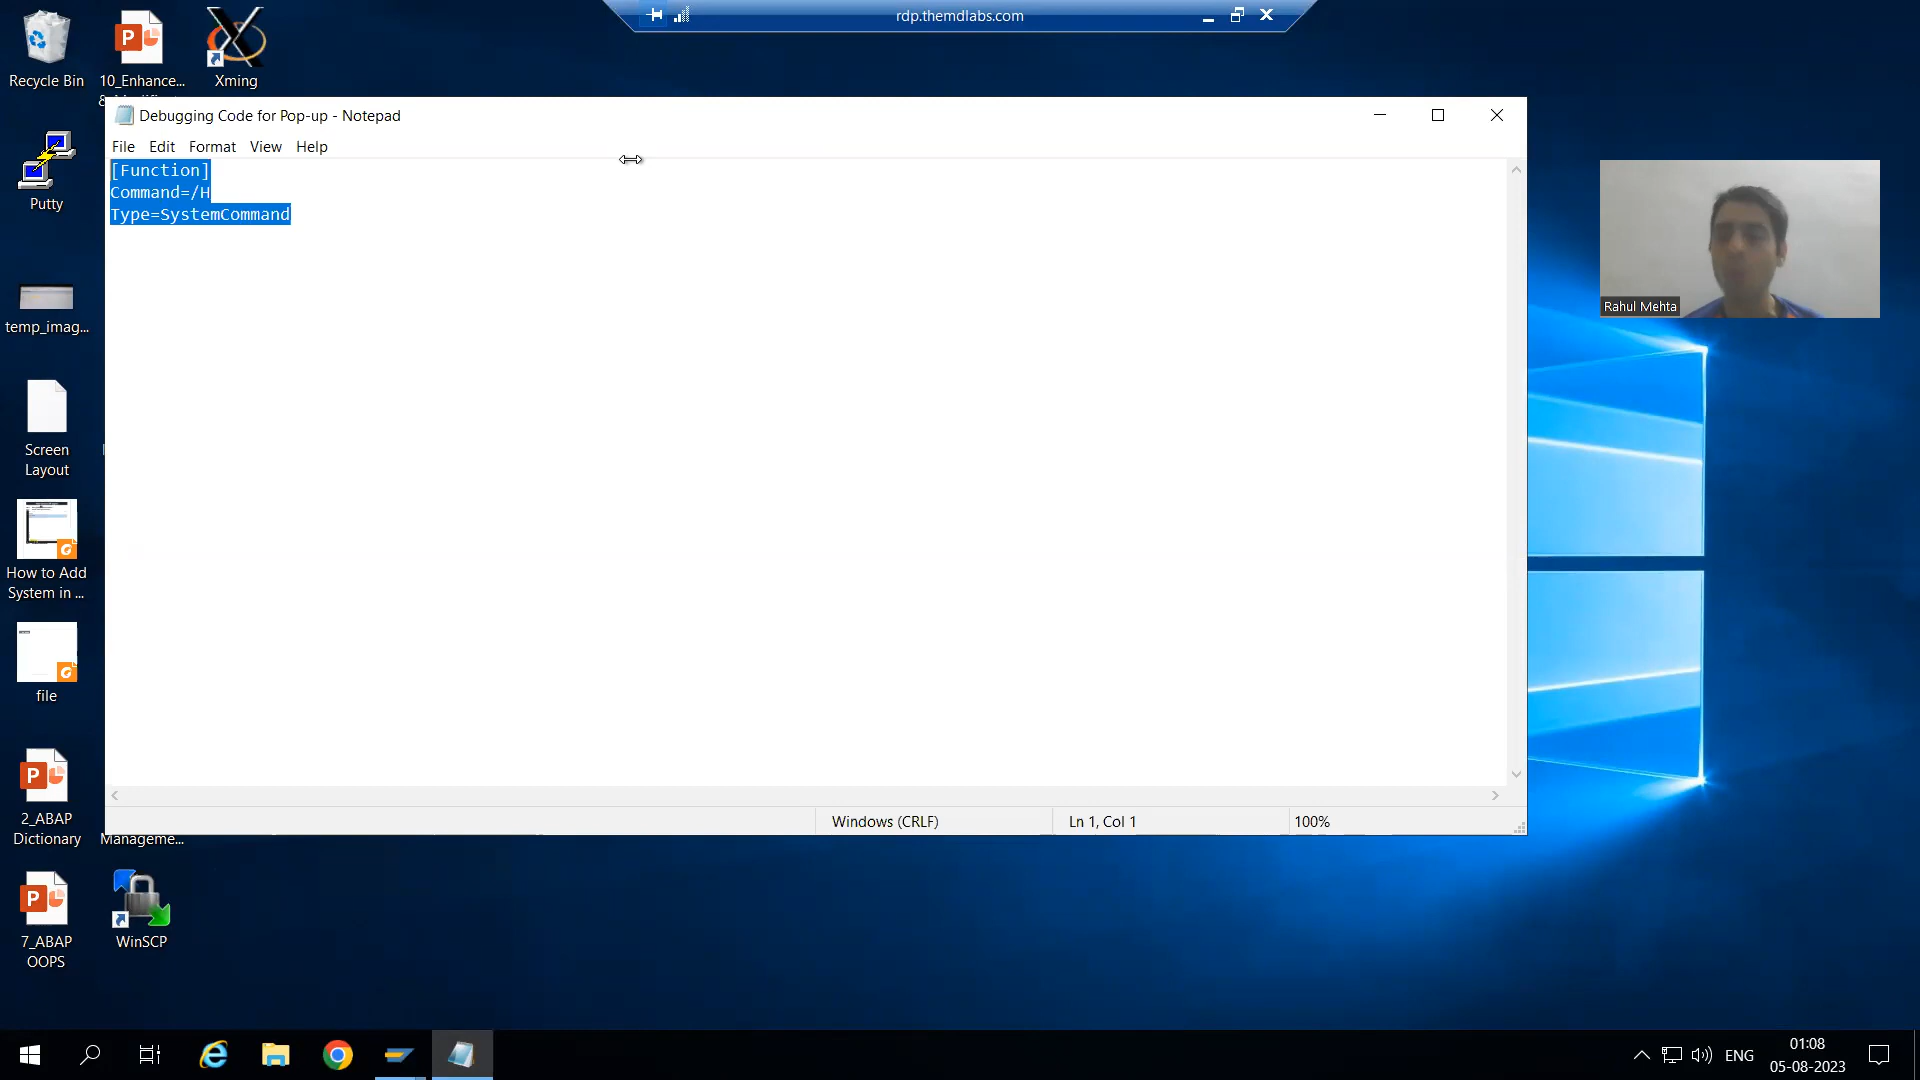 rdp.themdlabs.com
Recycle Bin
10_Enhance...
Xming
Debugging Code for Pop-up - Notepad
File Edit Format View Help
[Function]
Command=/H
Type=SystemCommand
Rahul Mehta
Putty
temp_imag...
Screen
Layout
How to Add
System in ...
file
2_ABAP
Dictionary
Manageme...
Windows (CRLF)
Ln 1, Col 1
100%
7_ABAP
OOPS
WinSCP
ENG
01:08
05-08-2023